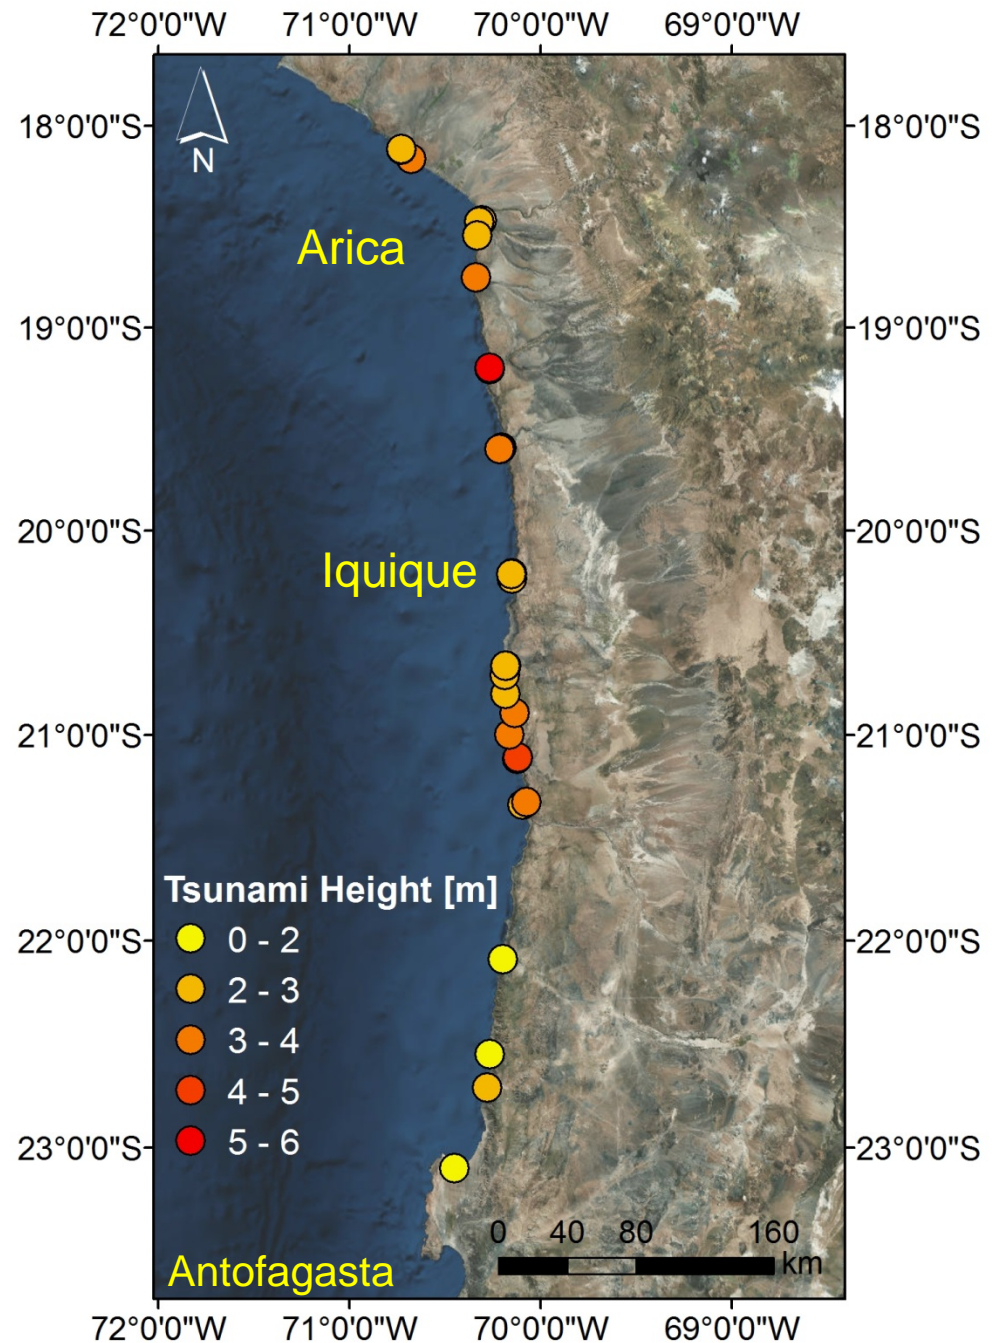 72°0'0"W 71°0'0"W 70°0'0"W 69°0'0"W
N
18°0'0"S 18°0'0"S
Arica
19°0'0"S 19°0'0"S
20°0'0"S 20°0'0"S
Iquique
21°0'0"S 21°0'0"S
Tsunami Height [m]
0 - 2
22°0'0"S 22°0'0"S
2 - 3
3 - 4
4 - 5
5 - 6
23°0'0"S 23°0'0"S
0 40 80 160
km
Antofagasta
72°0'0"W 71°0'0"W 70°0'0"W 69°0'0"W